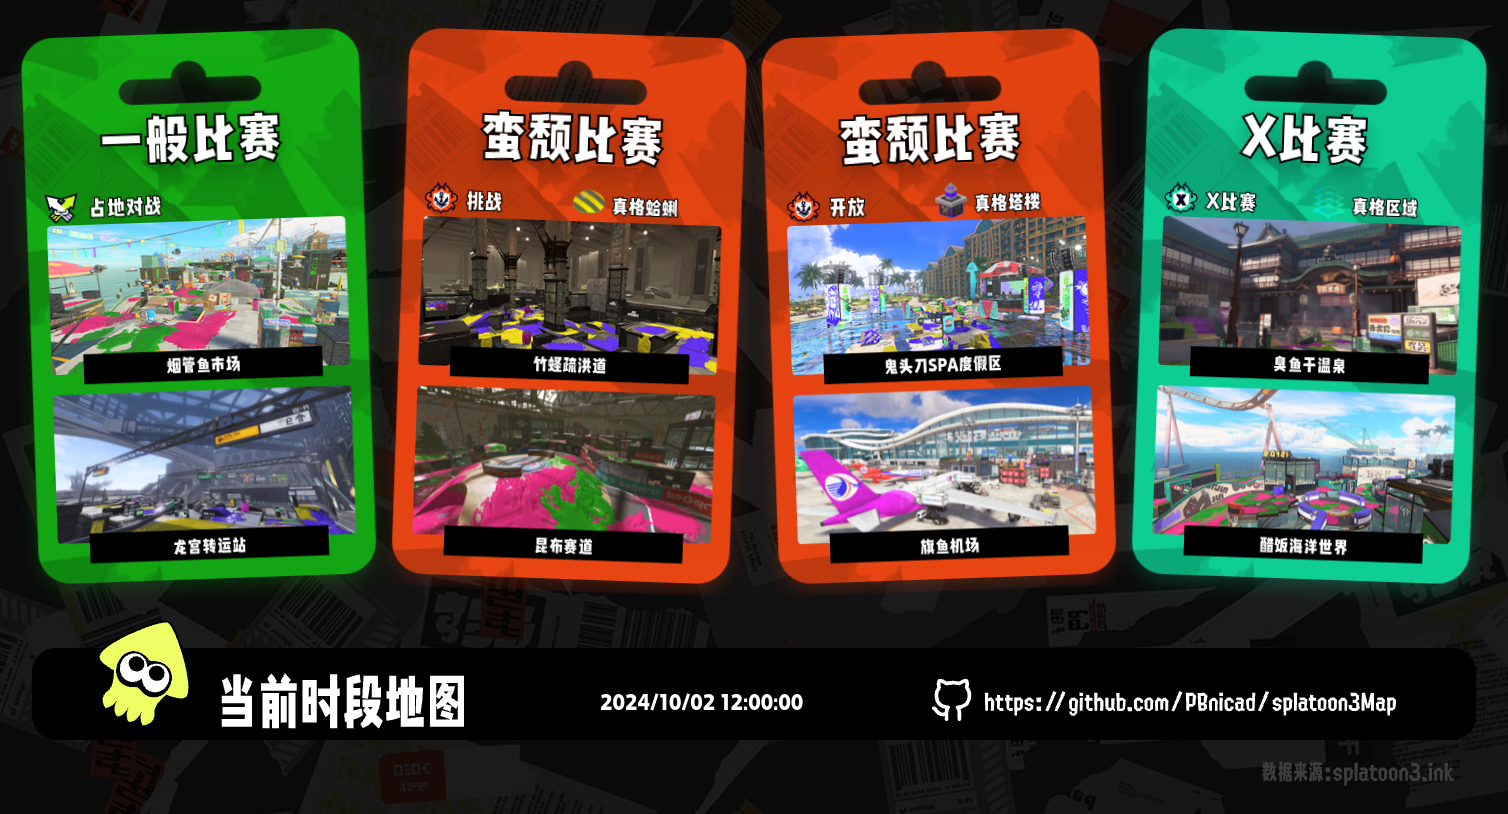 一般比赛
占地对战
烟管鱼市场
龙宫转运站
蛮颓比赛
挑战
真格蛤蜊
竹蛏疏洪道
昆布赛道
蛮颓比赛
开放
真格塔楼
鬼头刀SPA度假区
旗鱼机场
X比赛
X比赛
真格区域
臭鱼干温泉
醋饭海洋世界
当前时段地图
2024/10/02 12:00:00
https://github.com/PBnicad/splatoon3Map
数据来源:splatoon3.ink